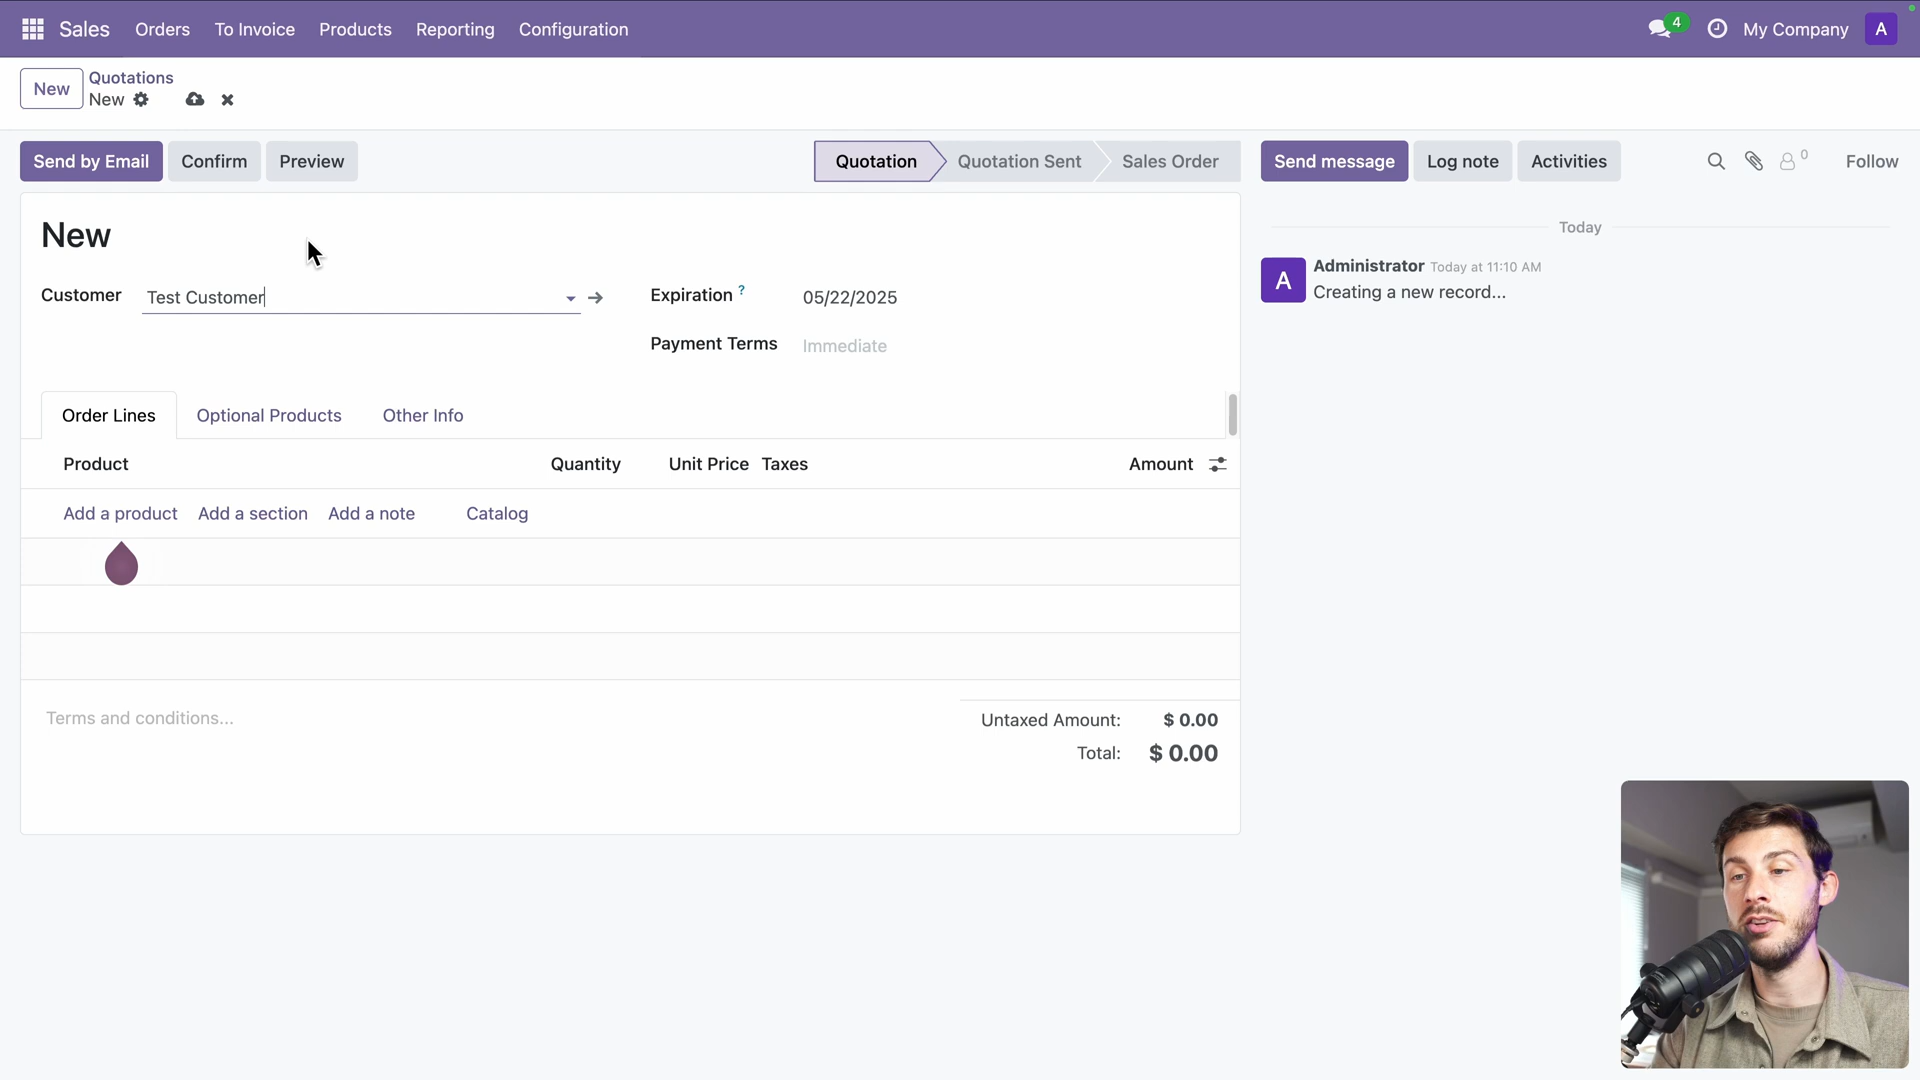 Sales Orders To Invoice Products Reporting Configuration 4 My Company A
New Quotations
New
Send by Email Confirm Preview Quotation Quotation Sent Sales Order Send message Log note Activities 0 Follow
New
Customer Test Customer Expiration ? 05/22/2025
Payment Terms Immediate
Today
A Administrator Today at 11:10 AM
Creating a new record...
Order Lines Optional Products Other Info
Product Quantity Unit Price Taxes Amount
Add a product Add a section Add a note Catalog
Terms and conditions...
Untaxed Amount: $ 0.00
Total: $ 0.00